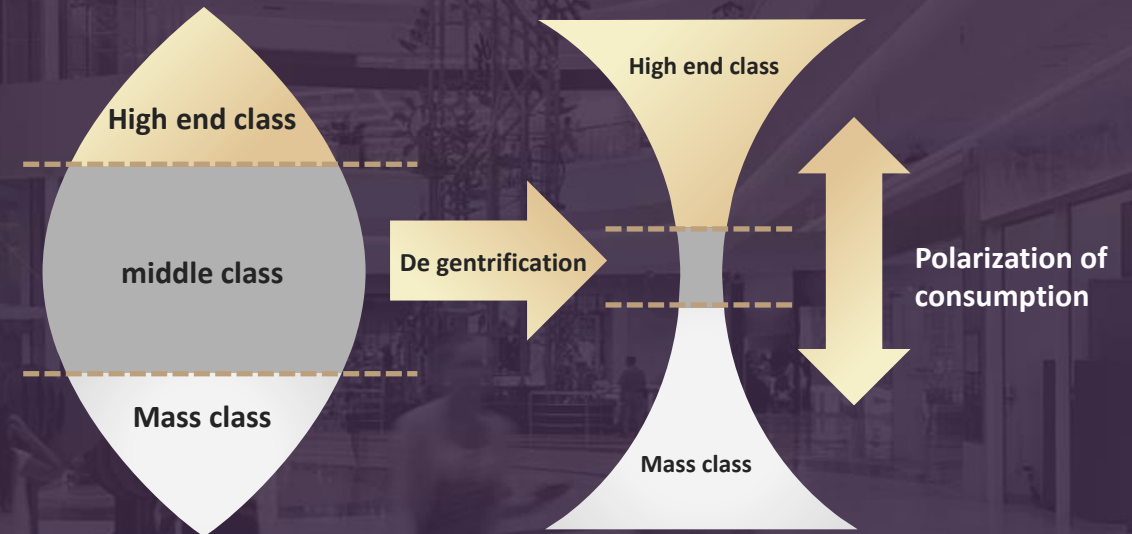 High end class
middle class
Mass class
De gentrification
High end class
Mass class
Polarization of
consumption